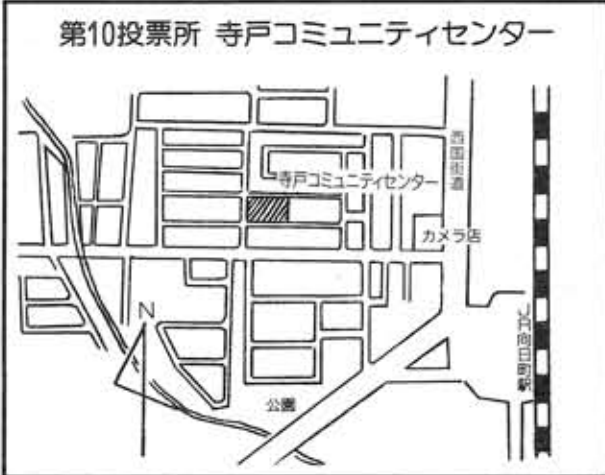 第10投票所 寺戸コミュニティセンター
西国街道
寺戸コミュニティセンター
カメラ店
N
JR向日町駅
公園